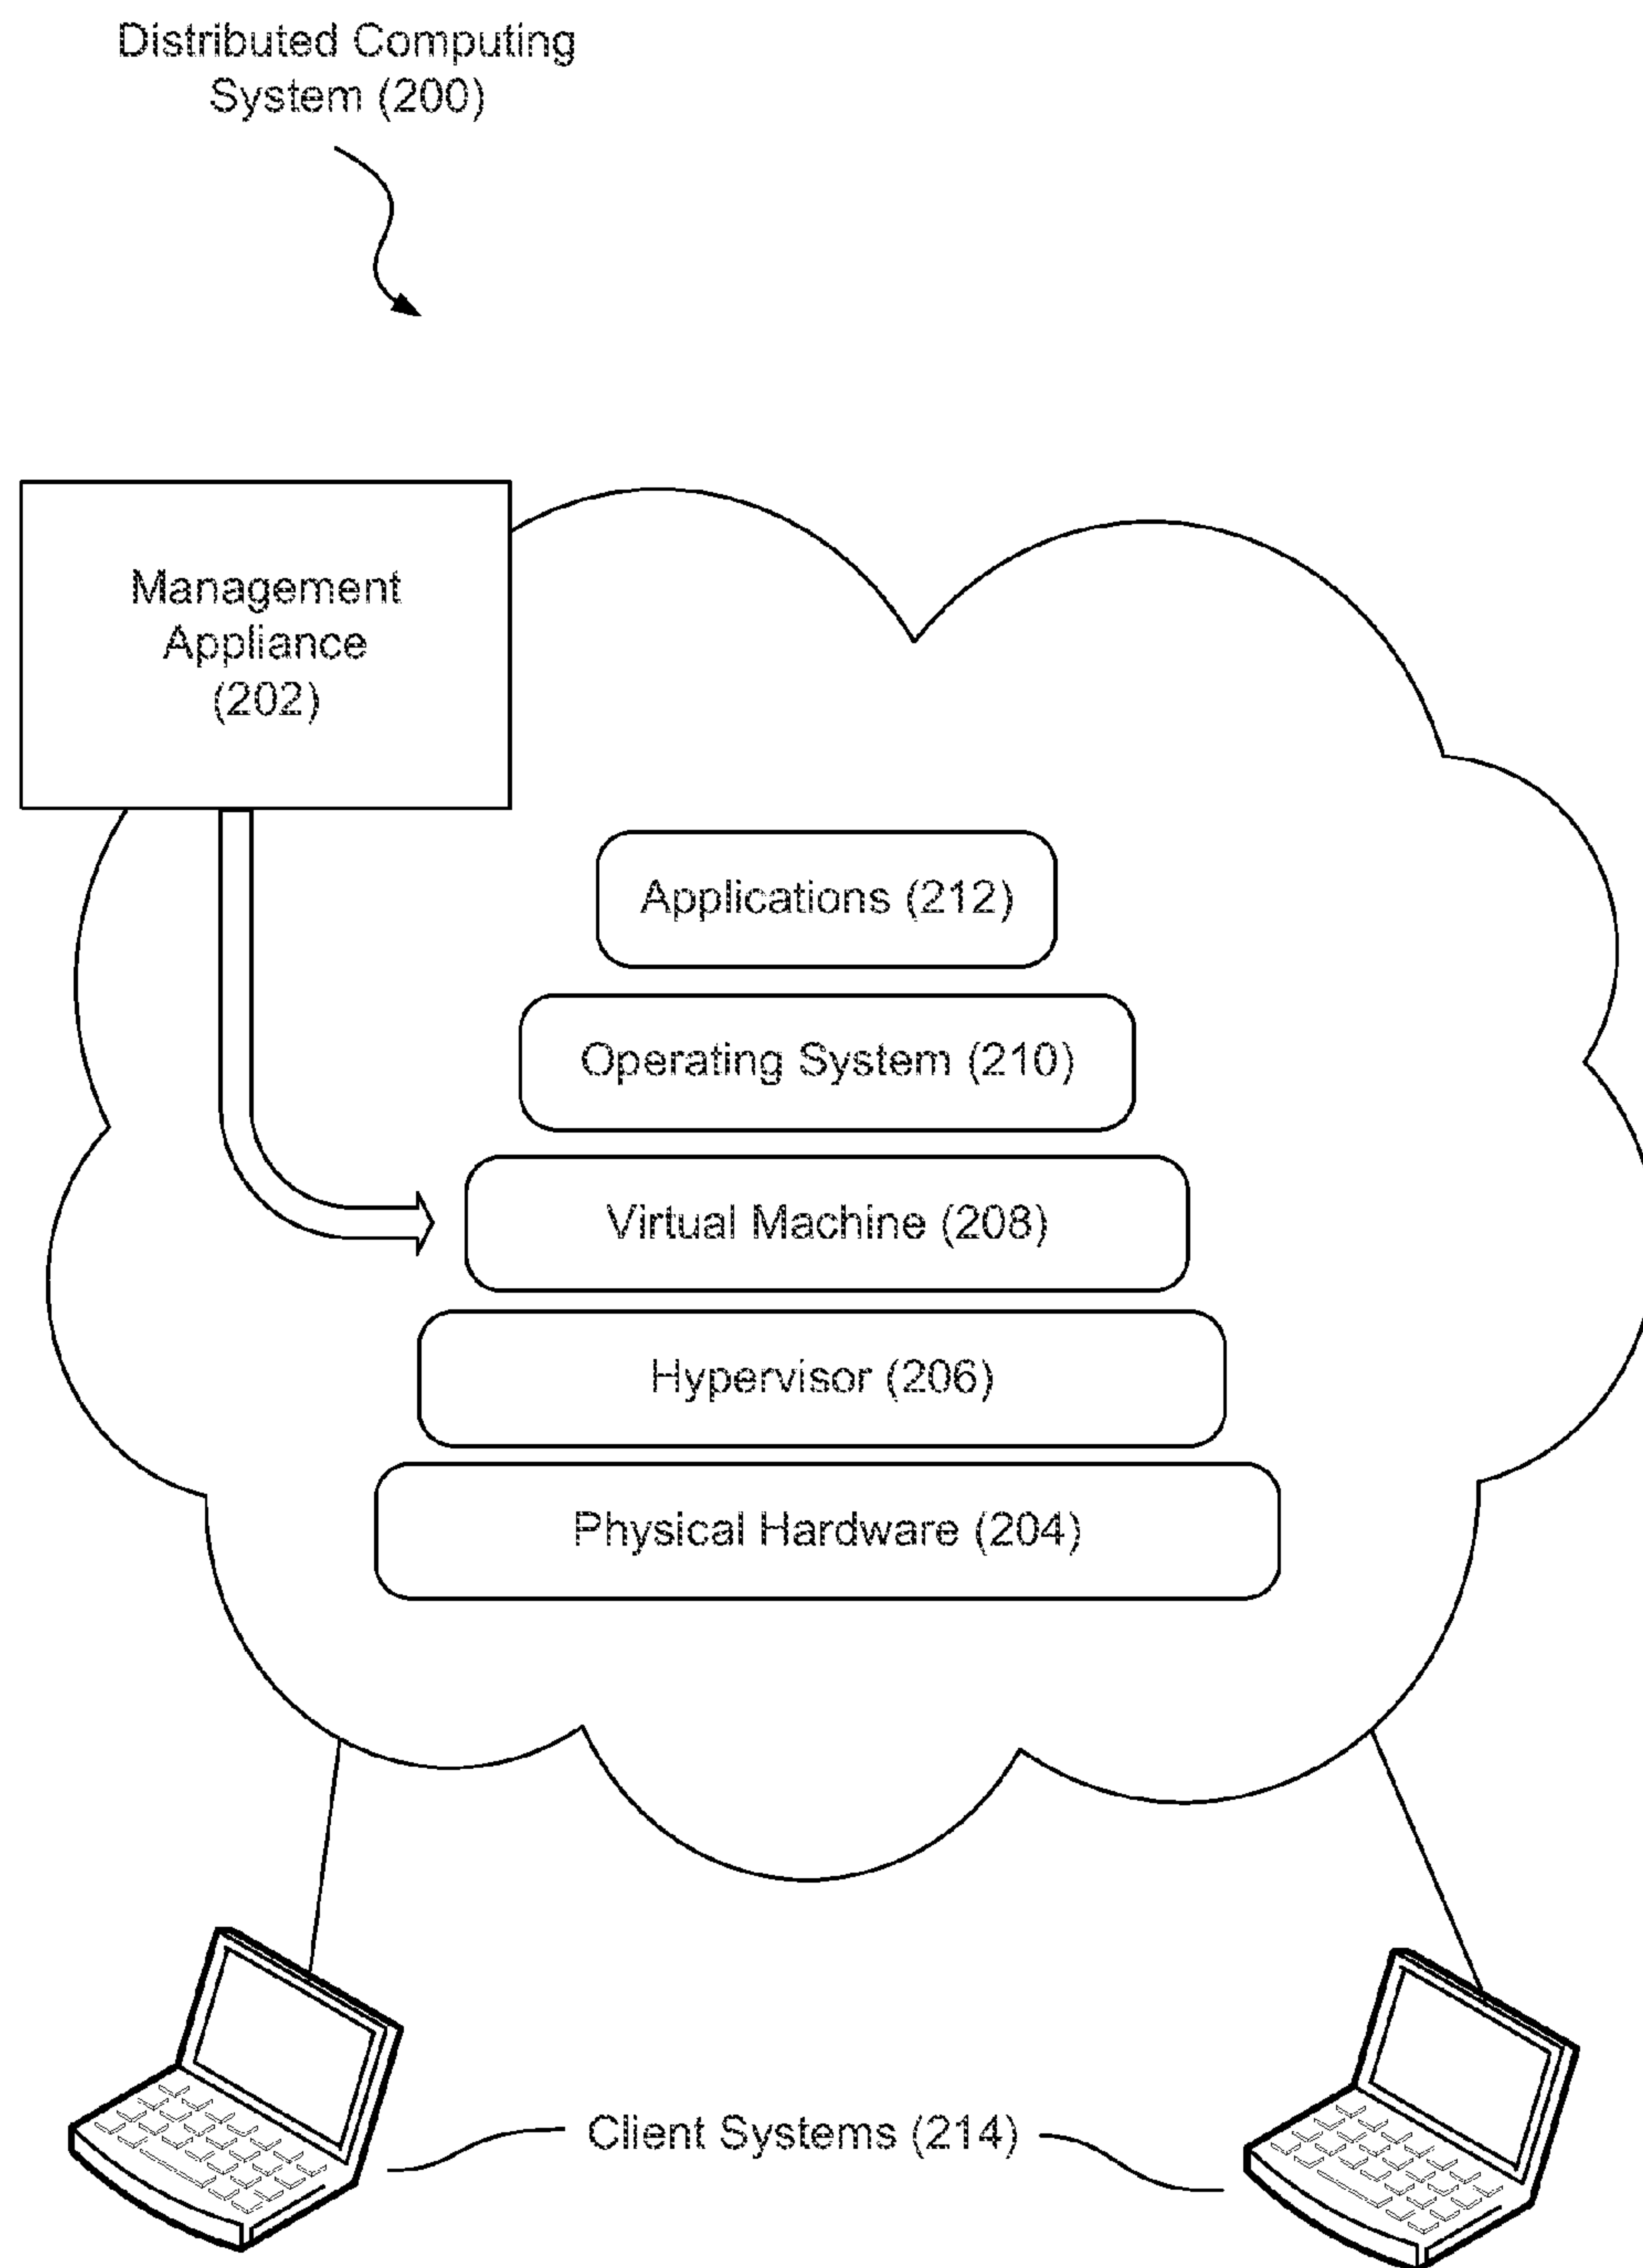 Distributed Computing
System (200)
Management
Appliance
(202)
Applications (212)
Operating System (210)
Virtual Machine (208)
Hypervisor (206)
Physical Hardware (204)
Client Systems (214)